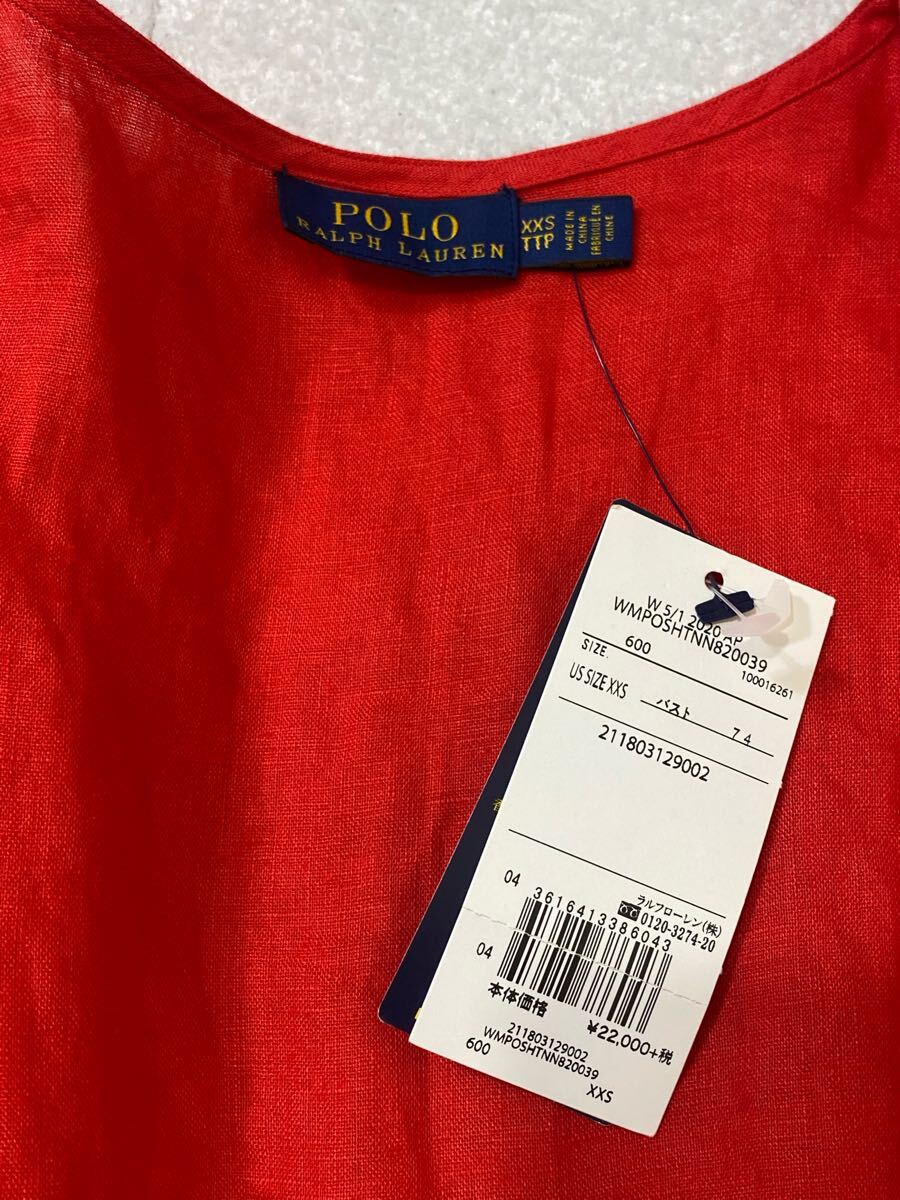 POLO
RALPH LAUREN
XXS
TTP
MADE IN
CHINA
FABRIQUÉ EN
CHINE
W 5/1 2020 AP
WMPOSHTNN820039
SIZE. 600 100016261
US SIZE XXS バスト 74
211803129002
04
3616413386043
ラルフローレン(株)
0120-3274-20
04
本体価格 ¥22,000+税
211802129002
WMPOSHTNN820039
600 XXS